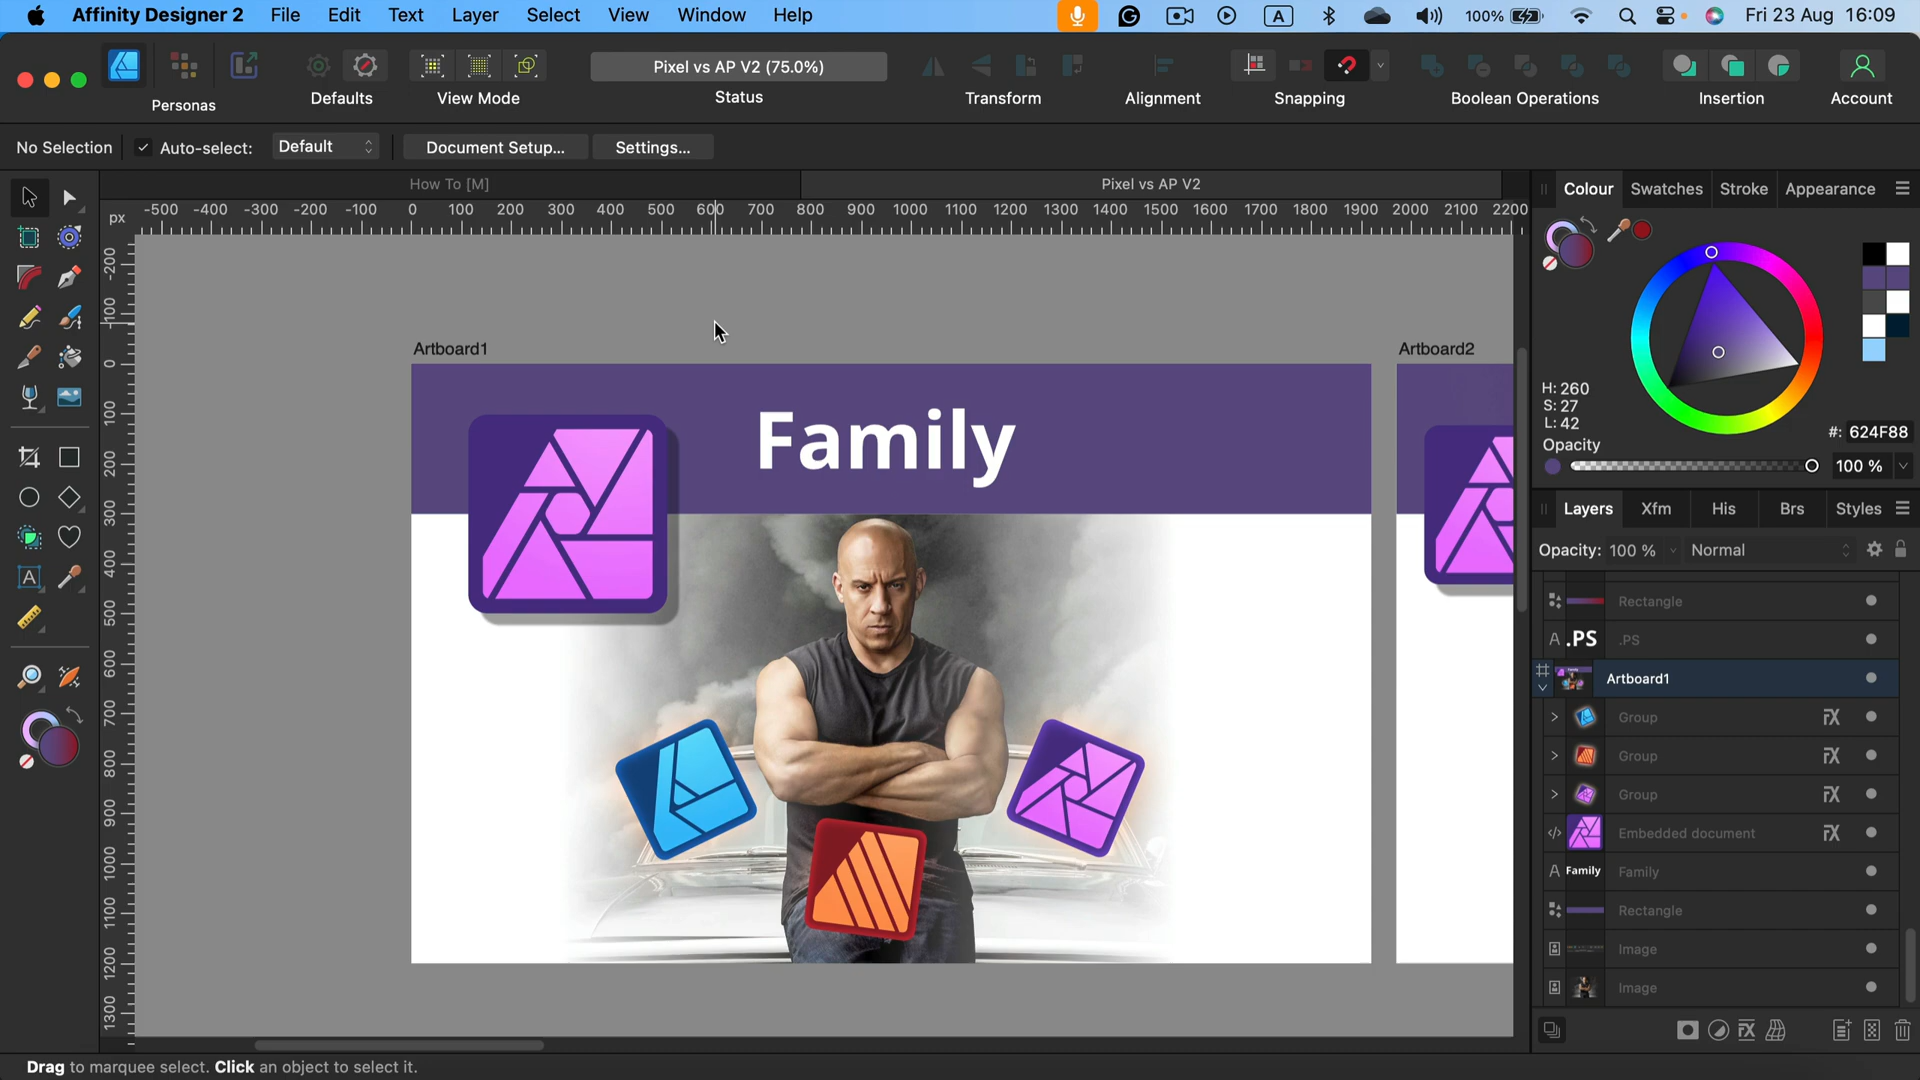 Affinity Designer 2 File Edit Text Layer Select View Window Help A 100% Fri 23 Aug 16:09
Pixel vs AP V2 (75.0%)
Personas Defaults View Mode Status Transform Alignment Snapping Boolean Operations Insertion Account
No Selection Auto-select: Default Document Setup... Settings...
How To [M] Pixel vs AP V2
Colour Swatches Stroke Appearance
px -500 -400 -300 -200 -100 0 100 200 300 400 500 600 700 800 900 1000 1100 1200 1300 1400 1500 1600 1700 1800 1900 2000 2100 2200
-200
-100
0
100
200
300
400
500
600
700
800
900
1000
1100
1200
1300
Artboard1 Artboard2
Family
H: 260
S: 27
L: 42
#: 624F88
Opacity
100 %
Layers Xfm His Brs Styles
Opacity: 100 % Normal
Rectangle
A .PS .PS
Artboard1
Group FX
Group FX
Group FX
Embedded document FX
A Family Family
Rectangle
Image
Image
Drag to marquee select. Click an object to select it.